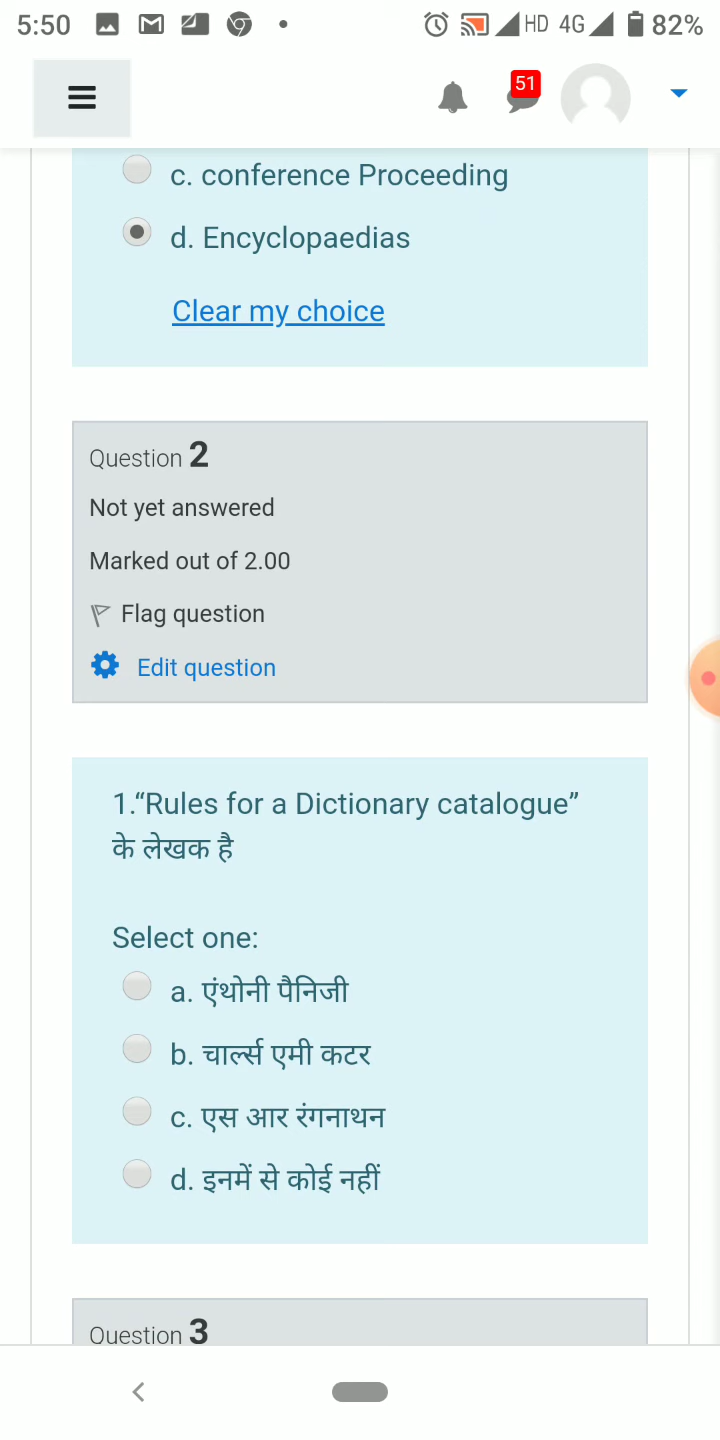 5:50 HD 4G 82%
51
c. conference Proceeding
d. Encyclopaedias
Clear my choice
Question 2
Not yet answered
Marked out of 2.00
Flag question
Edit question
1.“Rules for a Dictionary catalogue”
के लेखक है
Select one:
a. एंथोनी पैनिजी
b. चार्ल्स एमी कटर
c. एस आर रंगनाथन
d. इनमें से कोई नहीं
Question 3